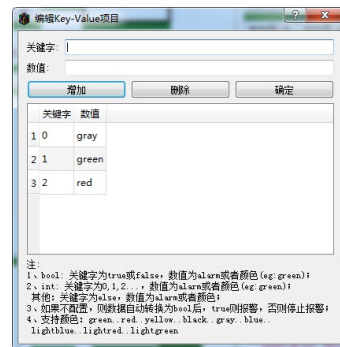 编辑Key-Value项目
关键字:
数值:
增加 删除 确定
关键字 数值
1 0 gray
2 1 green
3 2 red
注:
1、bool: 关键字为true或false，数值为alarm或者颜色(eg:green)；
2、int: 关键字为0,1,2...，数值为alarm或者颜色(eg:green)；
其他: 关键字为else，数值为alarm或者颜色；
3、如果不配置，则数据自动转换为bool后，true则报警，否则停止报警；
4、支持颜色: green..red..yellow..black..gray..blue..
lightblue..lightred..lightgreen